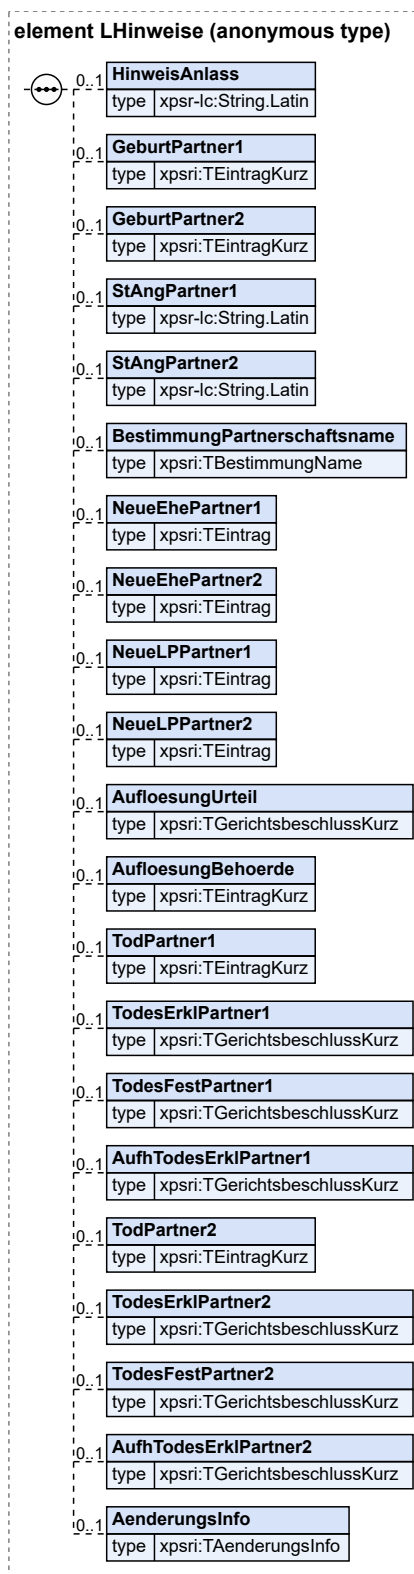 element LHinweise (anonymous type)
0..1 HinweisAnlass
type xpsr-lc:String.Latin
0..1 GeburtPartner1
type xpsri:TEintragKurz
0..1 GeburtPartner2
type xpsri:TEintragKurz
0..1 StAngPartner1
type xpsr-lc:String.Latin
0..1 StAngPartner2
type xpsr-lc:String.Latin
0..1 BestimmungPartnerschaftsname
type xpsri:TBestimmungName
0..1 NeueEhePartner1
type xpsri:TEintrag
0..1 NeueEhePartner2
type xpsri:TEintrag
0..1 NeueLPPartner1
type xpsri:TEintrag
0..1 NeueLPPartner2
type xpsri:TEintrag
0..1 AufloesungUrteil
type xpsri:TGerichtsbeschlussKurz
0..1 AufloesungBehoerde
type xpsri:TEintragKurz
0..1 TodPartner1
type xpsri:TEintragKurz
0..1 TodesErklPartner1
type xpsri:TGerichtsbeschlussKurz
0..1 TodesFestPartner1
type xpsri:TGerichtsbeschlussKurz
0..1 AufhTodesErklPartner1
type xpsri:TGerichtsbeschlussKurz
0..1 TodPartner2
type xpsri:TEintragKurz
0..1 TodesErklPartner2
type xpsri:TGerichtsbeschlussKurz
0..1 TodesFestPartner2
type xpsri:TGerichtsbeschlussKurz
0..1 AufhTodesErklPartner2
type xpsri:TGerichtsbeschlussKurz
0..1 AenderungsInfo
type xpsri:TAenderungsInfo